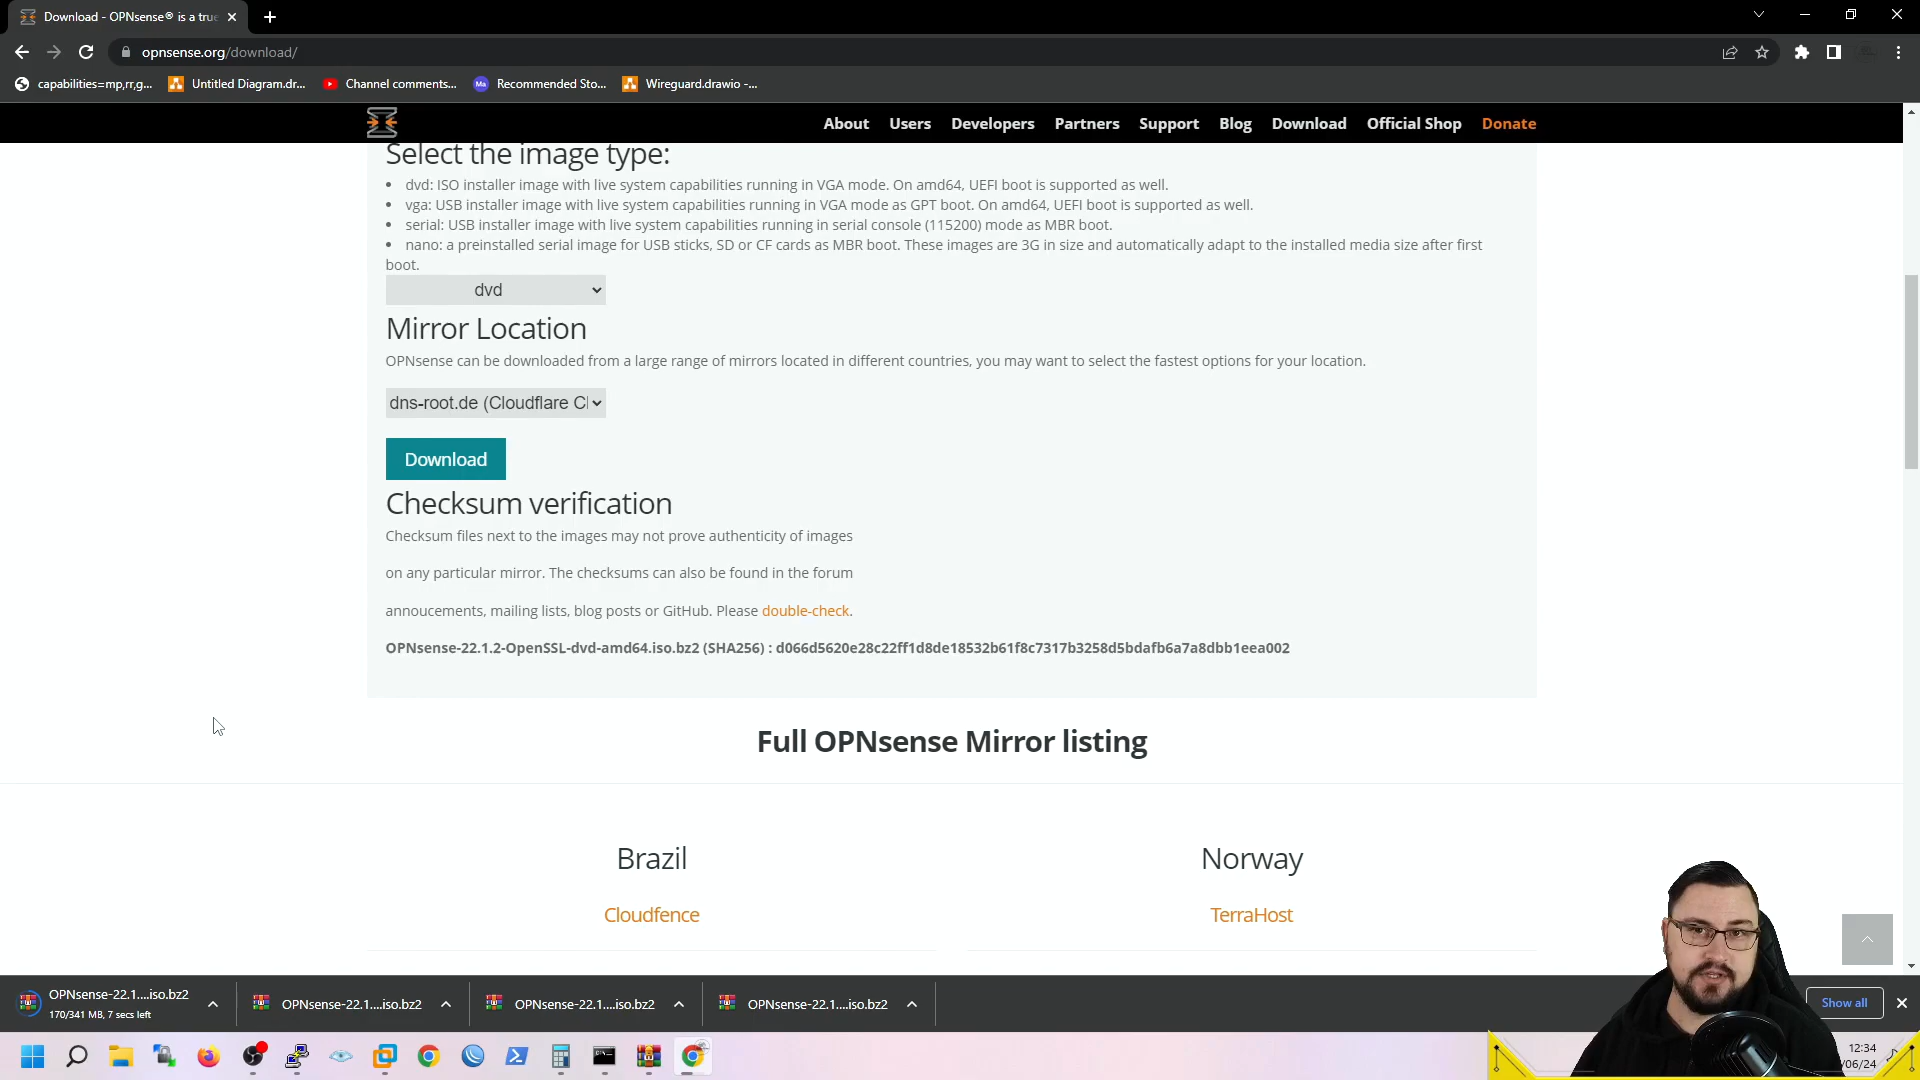 Download - OPNsense® is a true
opnsense.org/download/
capabilities=mp,rr,g...
Untitled Diagram.dr...
Channel comments...
Recommended Sto...
Wireguard.drawio -...
About
Users
Developers
Partners
Support
Blog
Download
Official Shop
Donate
Select the image type:
• dvd: ISO installer image with live system capabilities running in VGA mode. On amd64, UEFI boot is supported as well.
• vga: USB installer image with live system capabilities running in VGA mode as GPT boot. On amd64, UEFI boot is supported as well.
• serial: USB installer image with live system capabilities running in serial console (115200) mode as MBR boot.
• nano: a preinstalled serial image for USB sticks, SD or CF cards as MBR boot. These images are 3G in size and automatically adapt to the installed media size after first
boot.
dvd
Mirror Location
OPNsense can be downloaded from a large range of mirrors located in different countries, you may want to select the fastest options for your location.
dns-root.de (Cloudflare C
Download
Checksum verification
Checksum files next to the images may not prove authenticity of images
on any particular mirror. The checksums can also be found in the forum
annoucements, mailing lists, blog posts or GitHub. Please double-check.
OPNsense-22.1.2-OpenSSL-dvd-amd64.iso.bz2 (SHA256) : d066d5620e28c22ff1d8de18532b61f8c7317b3258d5bdafb6a7a8dbb1eea002
Full OPNsense Mirror listing
Brazil
Norway
Cloudfence
TerraHost
OPNsense-22.1....iso.bz2
170/341 MB, 7 secs left
OPNsense-22.1....iso.bz2
OPNsense-22.1....iso.bz2
OPNsense-22.1....iso.bz2
Show all
12:34
/06/24